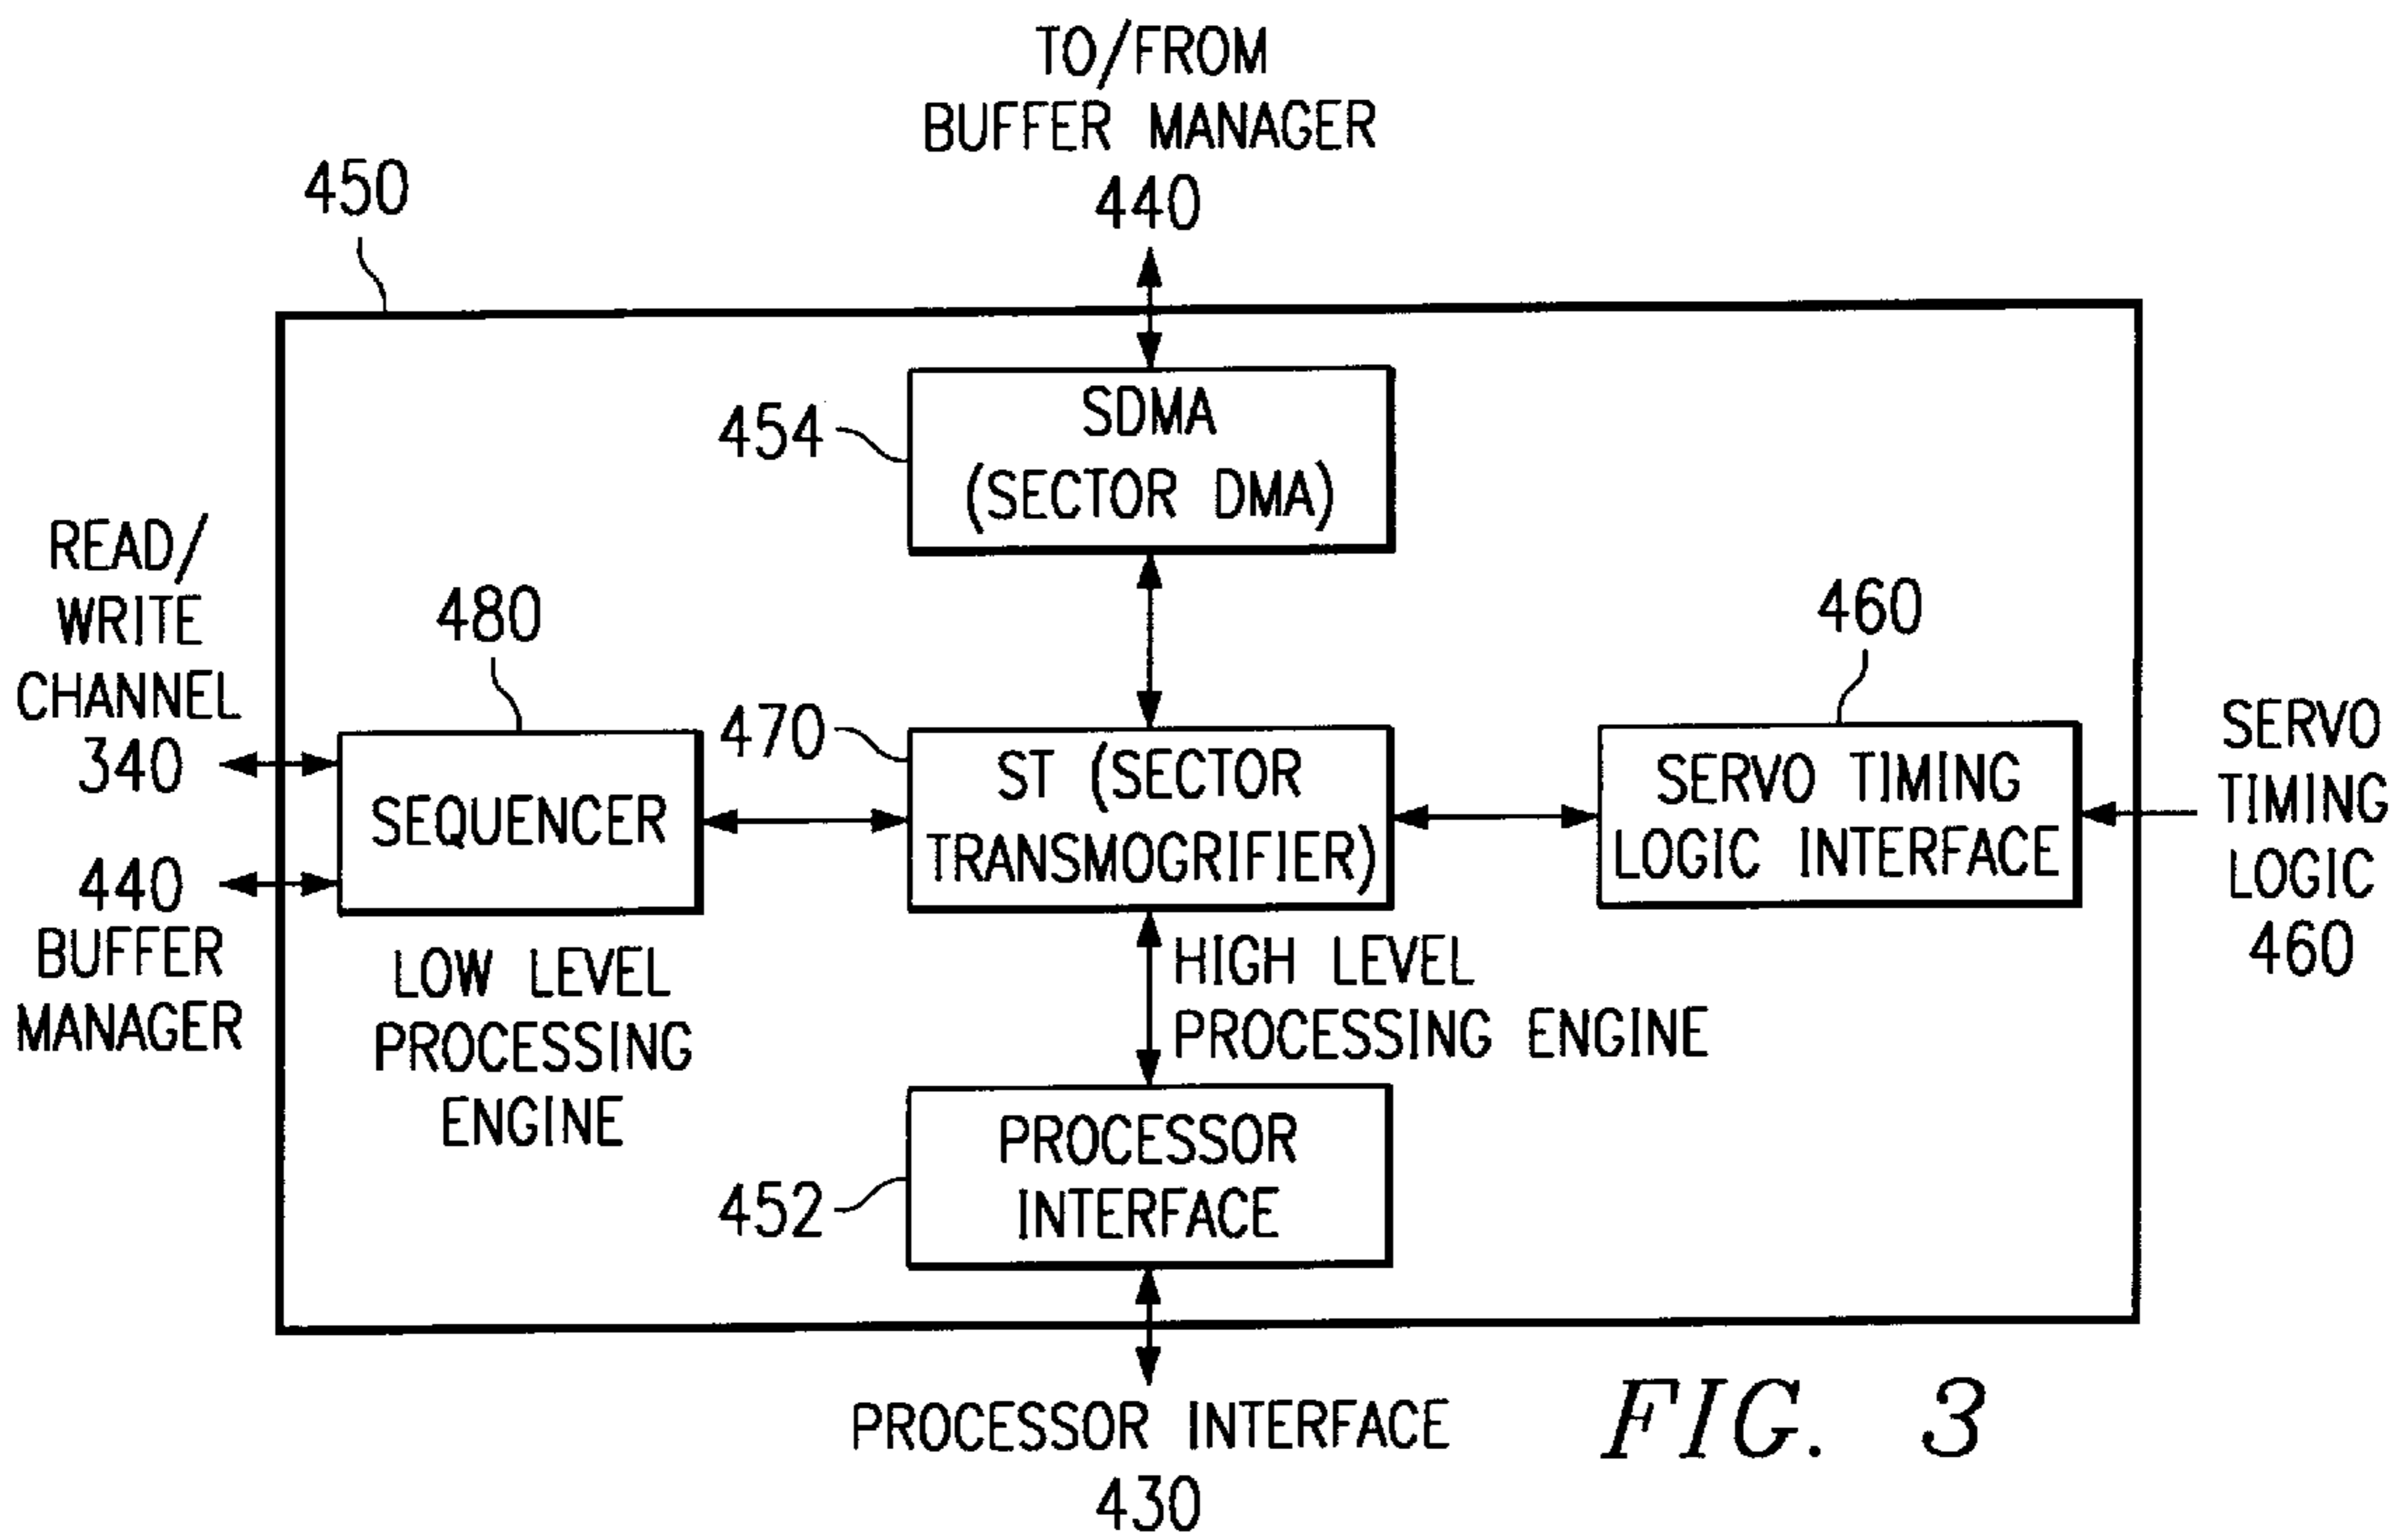 TO/FROM
BUFFER MANAGER
440
450
SDMA
(SECTOR DMA)
454
READ/
WRITE
CHANNEL
340
440
BUFFER
MANAGER
480
SEQUENCER
LOW LEVEL
PROCESSING
ENGINE
470
ST (SECTOR
TRANSMOGRIFIER)
HIGH LEVEL
PROCESSING ENGINE
460
SERVO TIMING
LOGIC INTERFACE
SERVO
TIMING
LOGIC
460
452
PROCESSOR
INTERFACE
PROCESSOR INTERFACE
430
FIG. 3